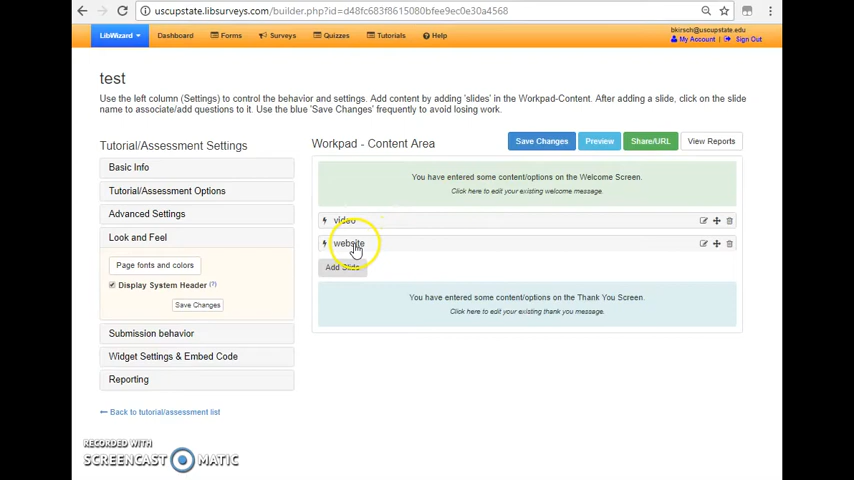 uscupstate.libsurveys.com/builder.php?id=d48fc683f8615080bfee9ec0e30a4568
LibWizard
Dashboard
Forms
Surveys
Quizzes
Tutorials
Help
bkirsch@uscupstate.edu
My Account
Sign Out
test
Use the left column (Settings) to control the behavior and settings. Add content by adding 'slides' in the Workpad-Content. After adding a slide, click on the slide
name to associate/add questions to it. Use the blue 'Save Changes' frequently to avoid losing work.
Tutorial/Assessment Settings
Basic Info
Tutorial/Assessment Options
Advanced Settings
Look and Feel
Page fonts and colors
Display System Header (?)
Save Changes
Submission behavior
Widget Settings & Embed Code
Reporting
Back to tutorial/assessment list
Workpad - Content Area
Save Changes
Preview
Share/URL
View Reports
You have entered some content/options on the Welcome Screen.
Click here to edit your existing welcome message.
video
website
Add Slide
You have entered some content/options on the Thank You Screen.
Click here to edit your existing thank you message.
RECORDED WITH
SCREENCAST MATIC